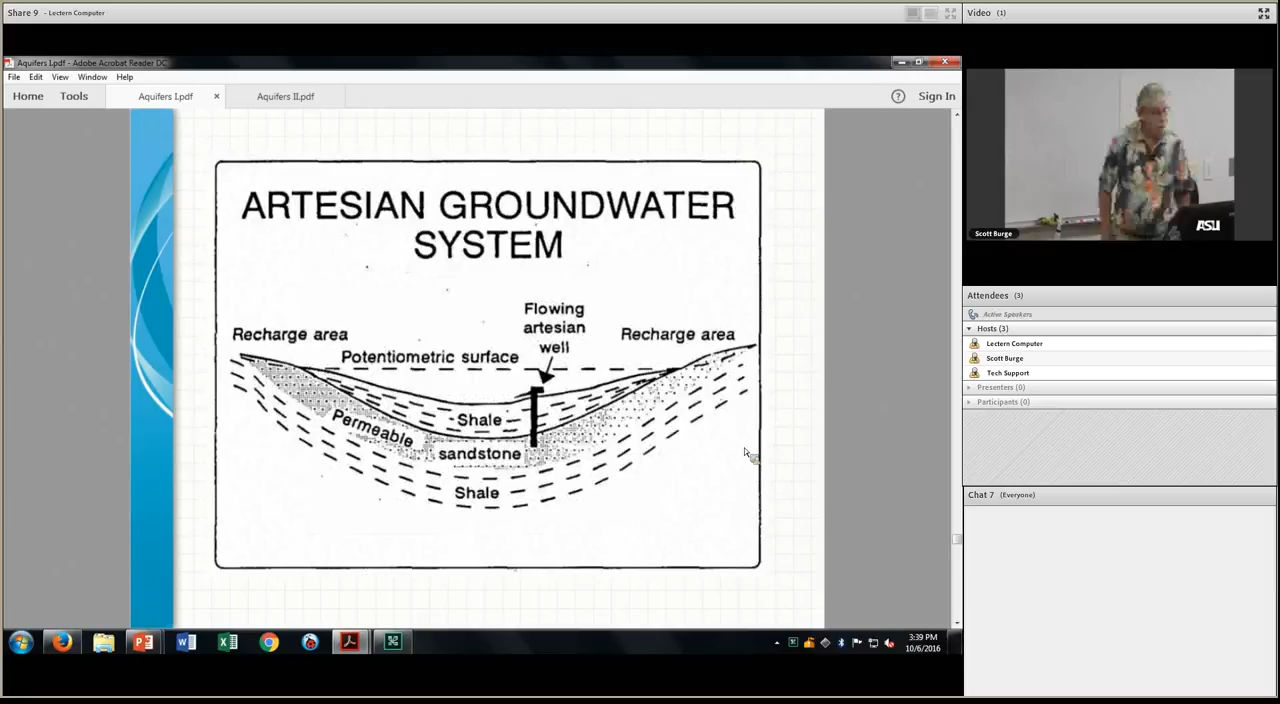 Share 9 - Lectern Computer
Video (1)
Aquifers I.pdf - Adobe Acrobat Reader DC
File Edit View Window Help
Home Tools Aquifers I.pdf × Aquifers II.pdf ? Sign In
ARTESIAN GROUNDWATER
SYSTEM
Flowing
artesian
well
Recharge area
Recharge area
Potentiometric surface
Shale
Permeable
sandstone
Shale
3:39 PM
10/6/2016
ASU
Scott Burge
Attendees (3)
Active Speakers
Hosts (3)
Lectern Computer
Scott Burge
Tech Support
Presenters (0)
Participants (0)
Chat 7 (Everyone)